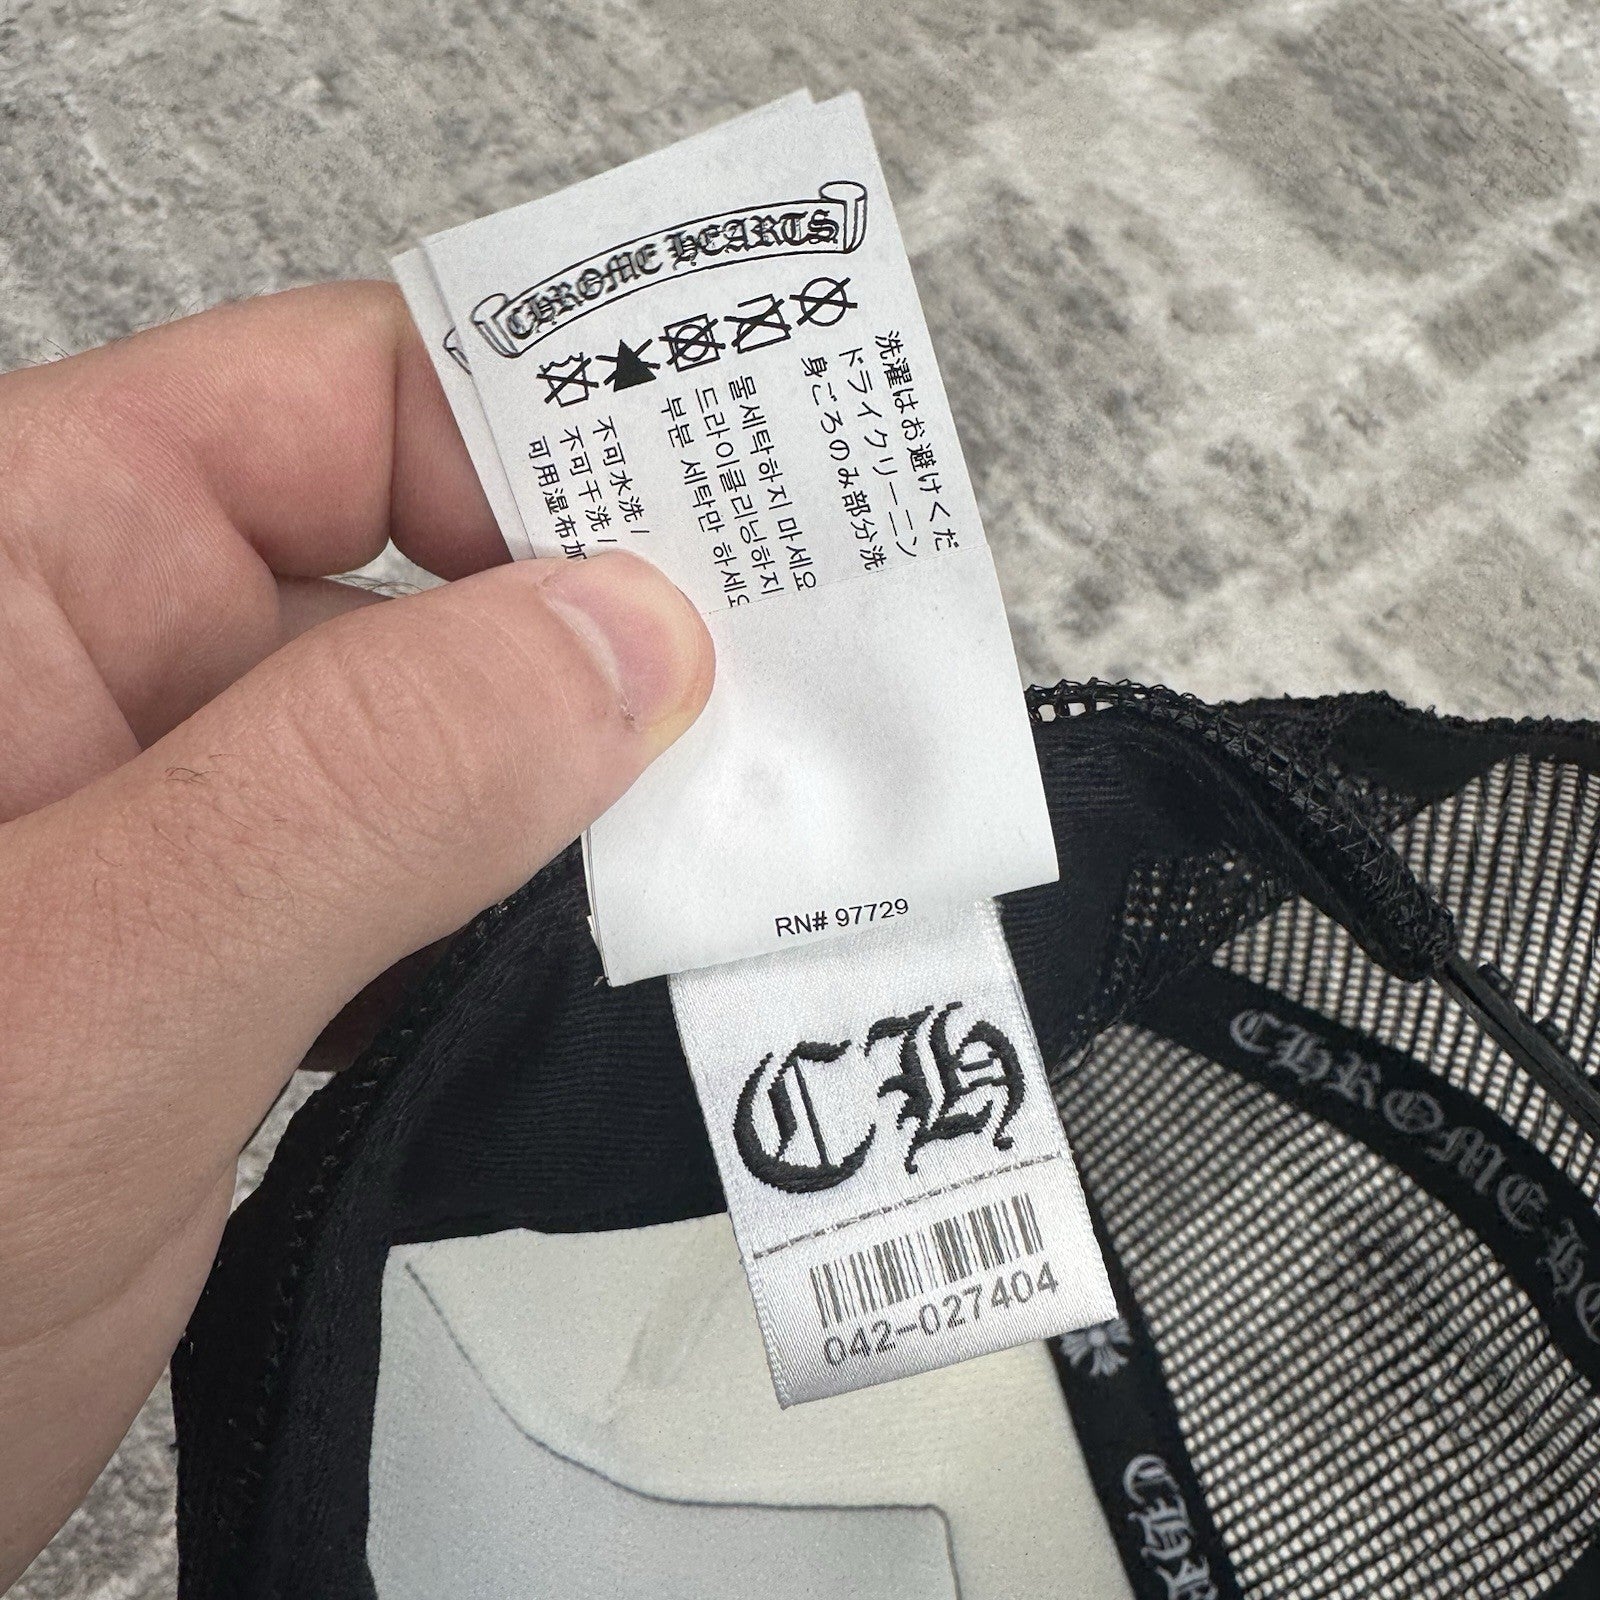 CHROME HEARTS
洗濯はお避けくだ
ドライクリーニン
身ごろのみ部分洗
물세탁하지 마세요
드라이클리닝하지
부분 세탁만 하세요
不可水洗 /
不可干洗 /
可用湿布加
RN# 97729
CH
042-027404
CHROME HE
CHR